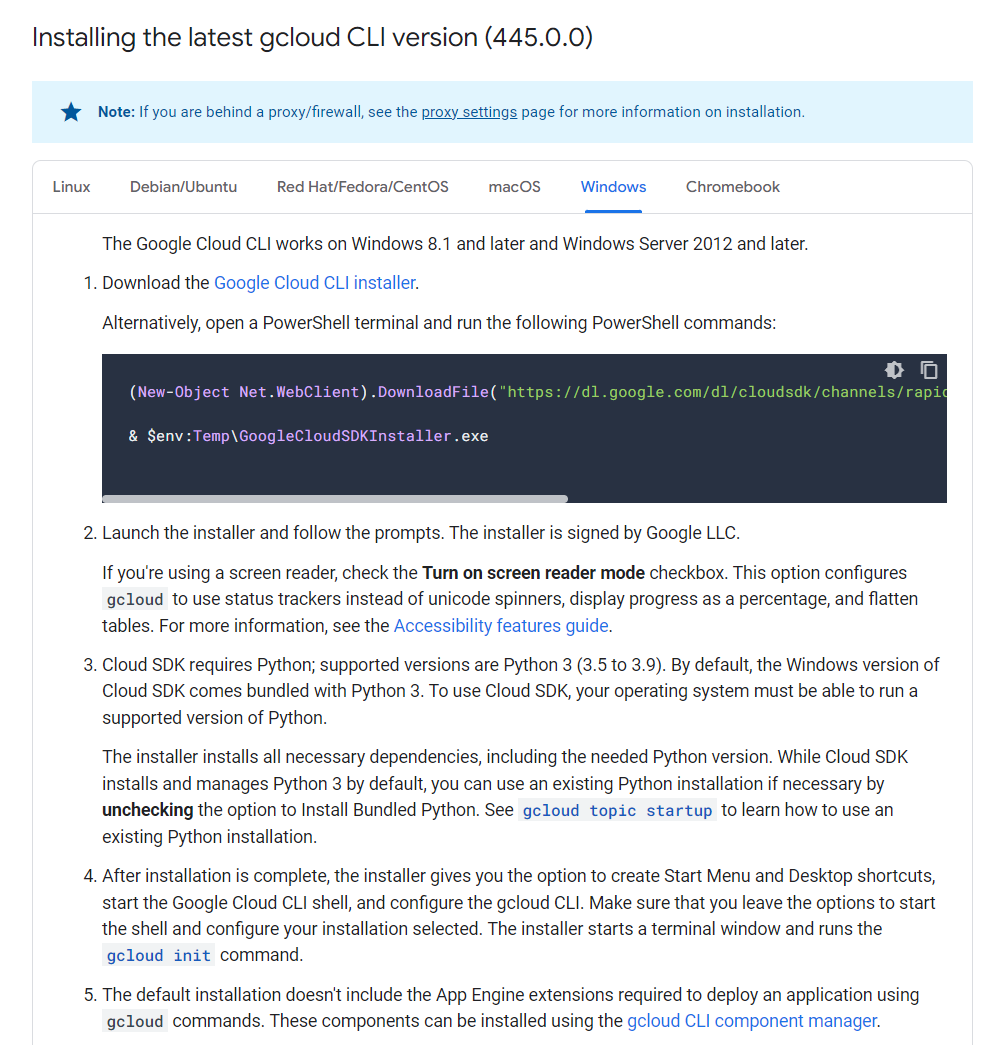 Installing the latest gcloud CLI version (445.0.0)
Note: If you are behind a proxy/firewall, see the proxy settings page for more information on installation.
Linux Debian/Ubuntu Red Hat/Fedora/CentOS macOS Windows Chromebook
The Google Cloud CLI works on Windows 8.1 and later and Windows Server 2012 and later.
1. Download the Google Cloud CLI installer.
Alternatively, open a PowerShell terminal and run the following PowerShell commands:
(New-Object Net.WebClient).DownloadFile("https://dl.google.com/dl/cloudsdk/channels/rapid
& $env:Temp\GoogleCloudSDKInstaller.exe
2. Launch the installer and follow the prompts. The installer is signed by Google LLC.
If you're using a screen reader, check the Turn on screen reader mode checkbox. This option configures
gcloud to use status trackers instead of unicode spinners, display progress as a percentage, and flatten
tables. For more information, see the Accessibility features guide.
3. Cloud SDK requires Python; supported versions are Python 3 (3.5 to 3.9). By default, the Windows version of
Cloud SDK comes bundled with Python 3. To use Cloud SDK, your operating system must be able to run a
supported version of Python.
The installer installs all necessary dependencies, including the needed Python version. While Cloud SDK
installs and manages Python 3 by default, you can use an existing Python installation if necessary by
unchecking the option to Install Bundled Python. See gcloud topic startup to learn how to use an
existing Python installation.
4. After installation is complete, the installer gives you the option to create Start Menu and Desktop shortcuts,
start the Google Cloud CLI shell, and configure the gcloud CLI. Make sure that you leave the options to start
the shell and configure your installation selected. The installer starts a terminal window and runs the
gcloud init command.
5. The default installation doesn't include the App Engine extensions required to deploy an application using
gcloud commands. These components can be installed using the gcloud CLI component manager.